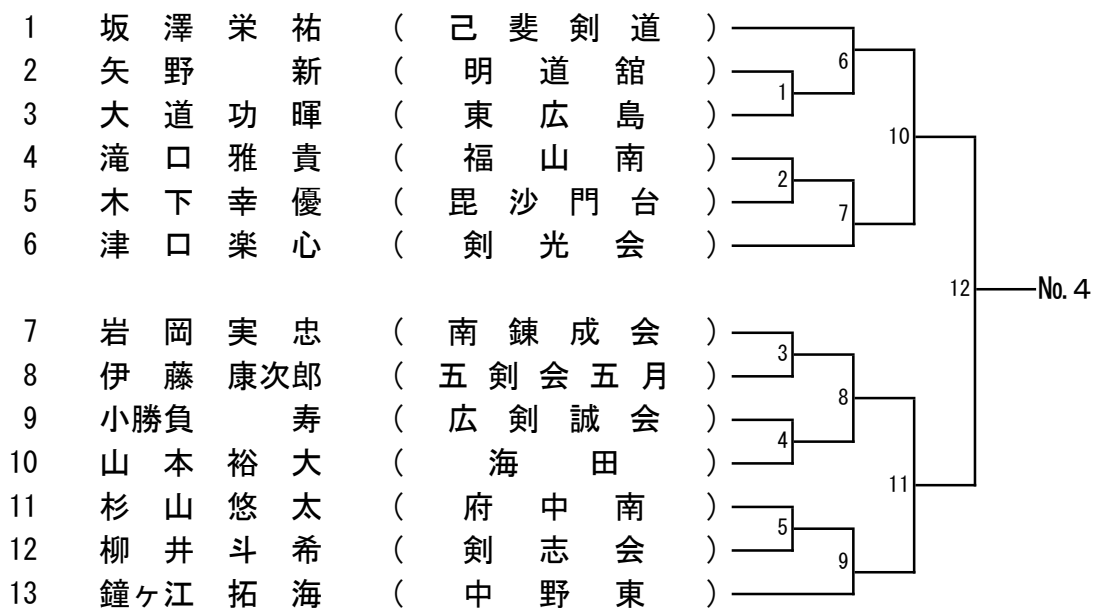 1 坂澤栄祐 ( 己斐剣道 )
2 矢野 新 ( 明道舘 )
3 大道功暉 ( 東広島 )
4 滝口雅貴 ( 福山南 )
5 木下幸優 ( 毘沙門台 )
6 津口楽心 ( 剣光会 )
7 岩岡実忠 ( 南錬成会 )
8 伊藤康次郎 ( 五剣会五月 )
9 小勝負 寿 ( 広剣誠会 )
10 山本裕大 ( 海田 )
11 杉山悠太 ( 府中南 )
12 柳井斗希 ( 剣志会 )
13 鐘ヶ江拓海 ( 中野東 )
1
2
3
4
5
6
7
8
9
10
11
12
№4